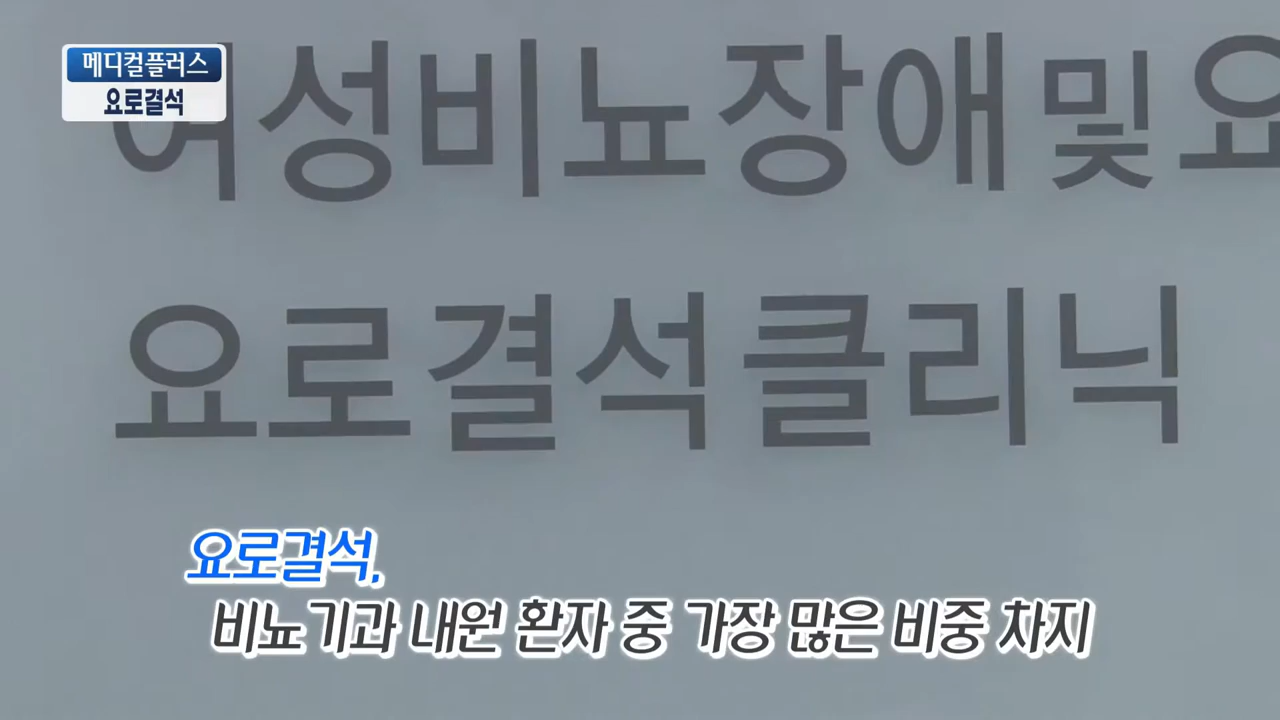 메디컬플러스
요로결석
여성비뇨장애 및 요
요로결석 클리닉
요로결석,
비뇨기과 내원 환자 중 가장 많은 비중 차지